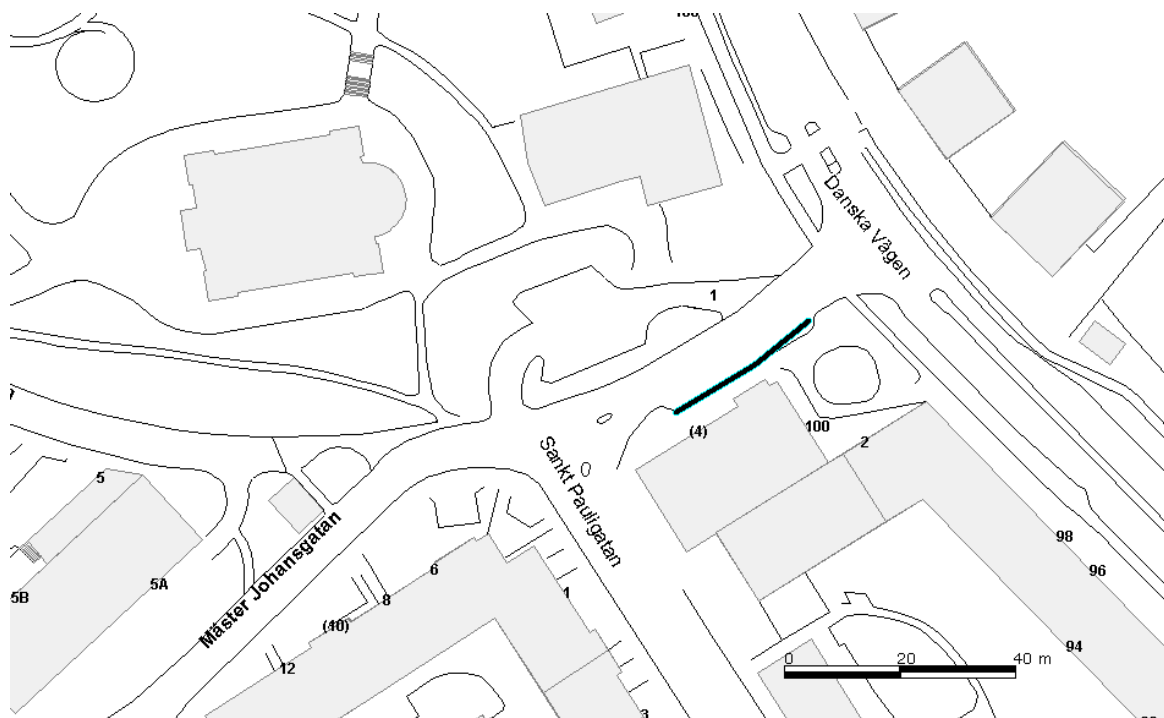 Danska Vägen
1
(4)
100
2
Sankt Pauligatan
5
5A
5B
Mäster Johansgatan
6
8
(10)
12
1
98
96
94
3
0 20 40 m